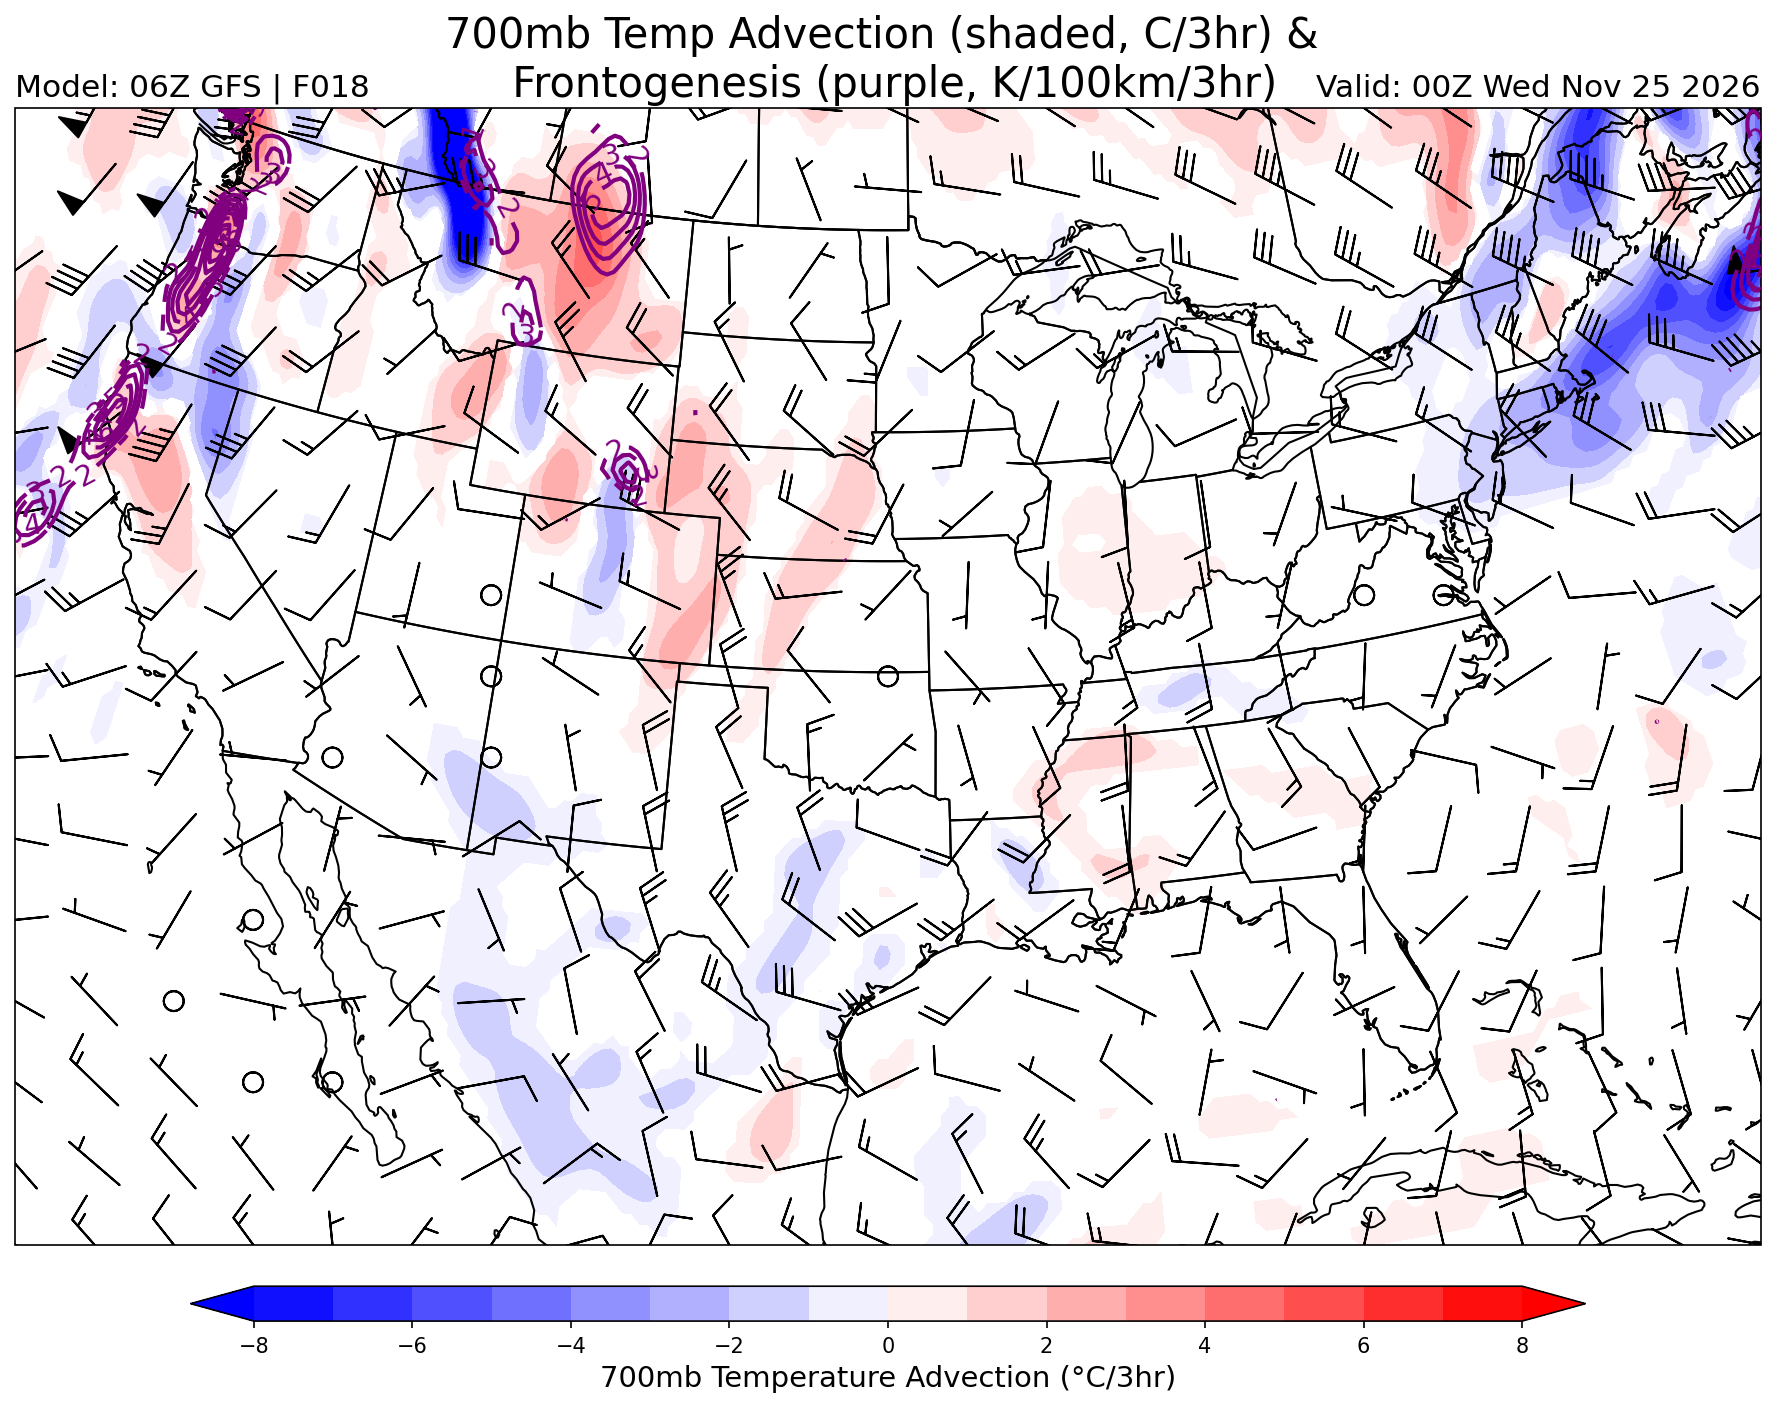 700mb Temp Advection (shaded, C/3hr) &
Model: 06Z GFS | F018 Frontogenesis (purple, K/100km/3hr) Valid: 00Z Wed Nov 25 2026
−8 −6 −4 −2 0 2 4 6 8
700mb Temperature Advection (°C/3hr)